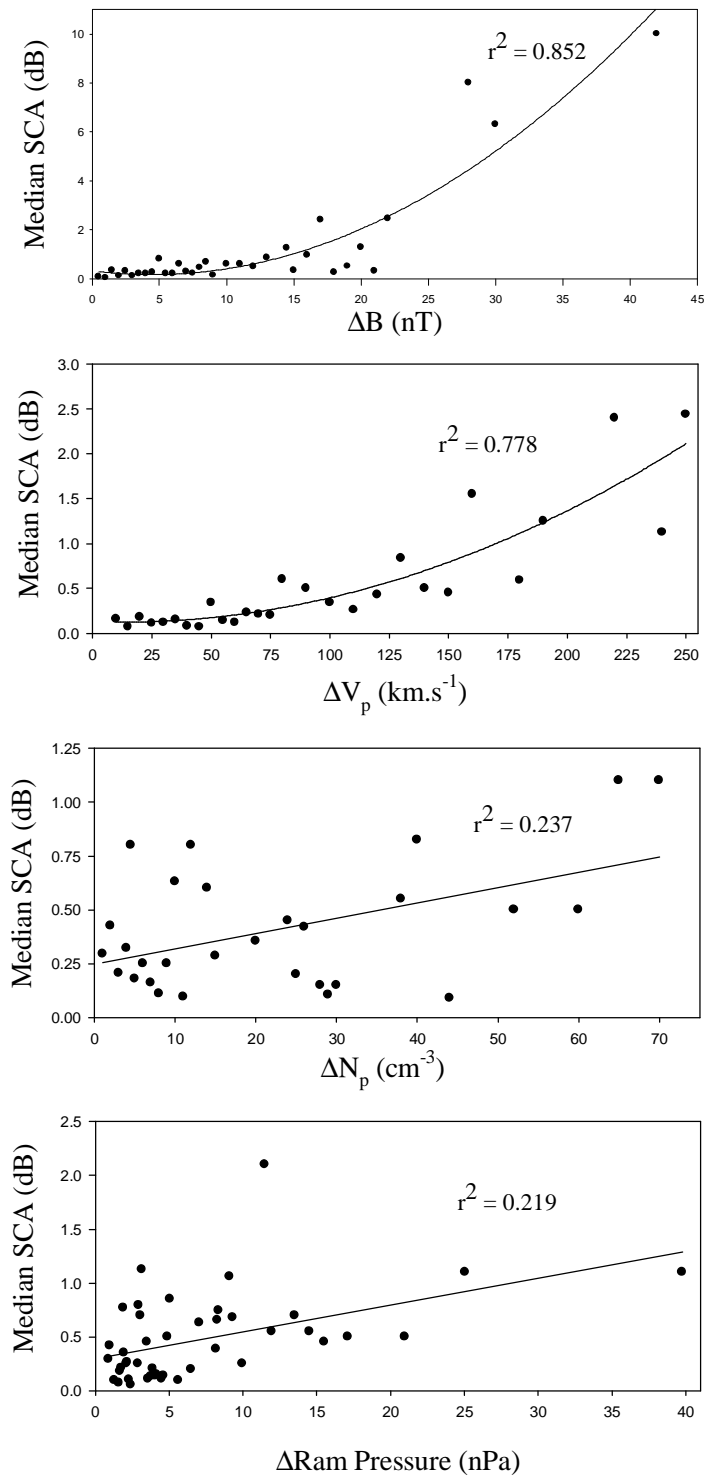 Median SCA (dB)
10
8
6
4
2
0
r² = 0.852
0 5 10 15 20 25 30 35 40 45
ΔB (nT)
Median SCA (dB)
3.0
2.5
2.0
1.5
1.0
0.5
0.0
r² = 0.778
0 25 50 75 100 125 150 175 200 225 250
ΔVₚ (km.s⁻¹)
Median SCA (dB)
1.25
1.00
0.75
0.50
0.25
0.00
r² = 0.237
0 10 20 30 40 50 60 70
ΔNₚ (cm⁻³)
Median SCA (dB)
2.5
2.0
1.5
1.0
0.5
0.0
r² = 0.219
0 5 10 15 20 25 30 35 40
ΔRam Pressure (nPa)